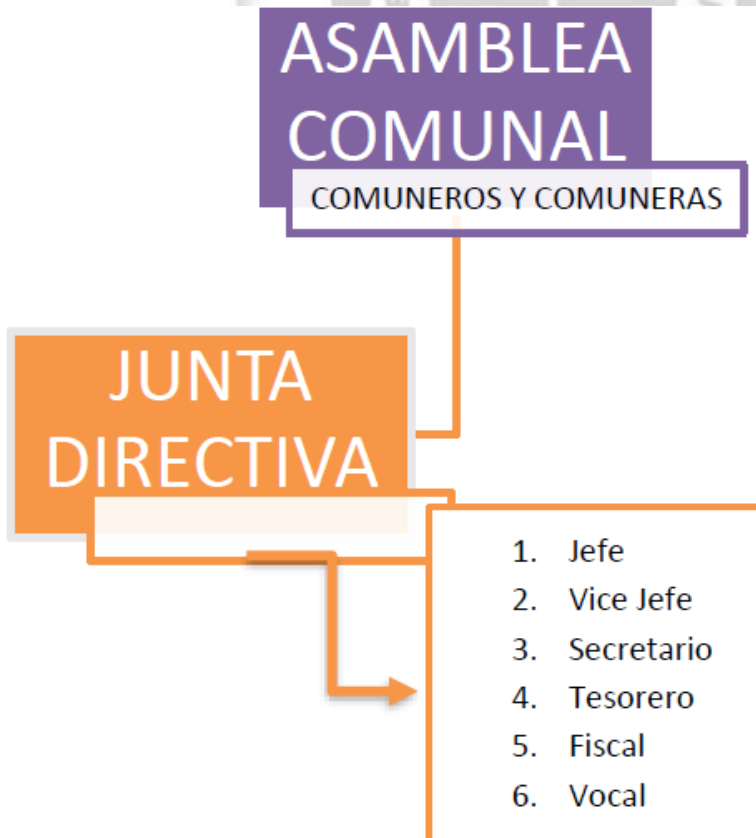 ASAMBLEA
COMUNAL
COMUNEROS Y COMUNERAS
JUNTA
DIRECTIVA
1. Jefe
2. Vice Jefe
3. Secretario
4. Tesorero
5. Fiscal
6. Vocal